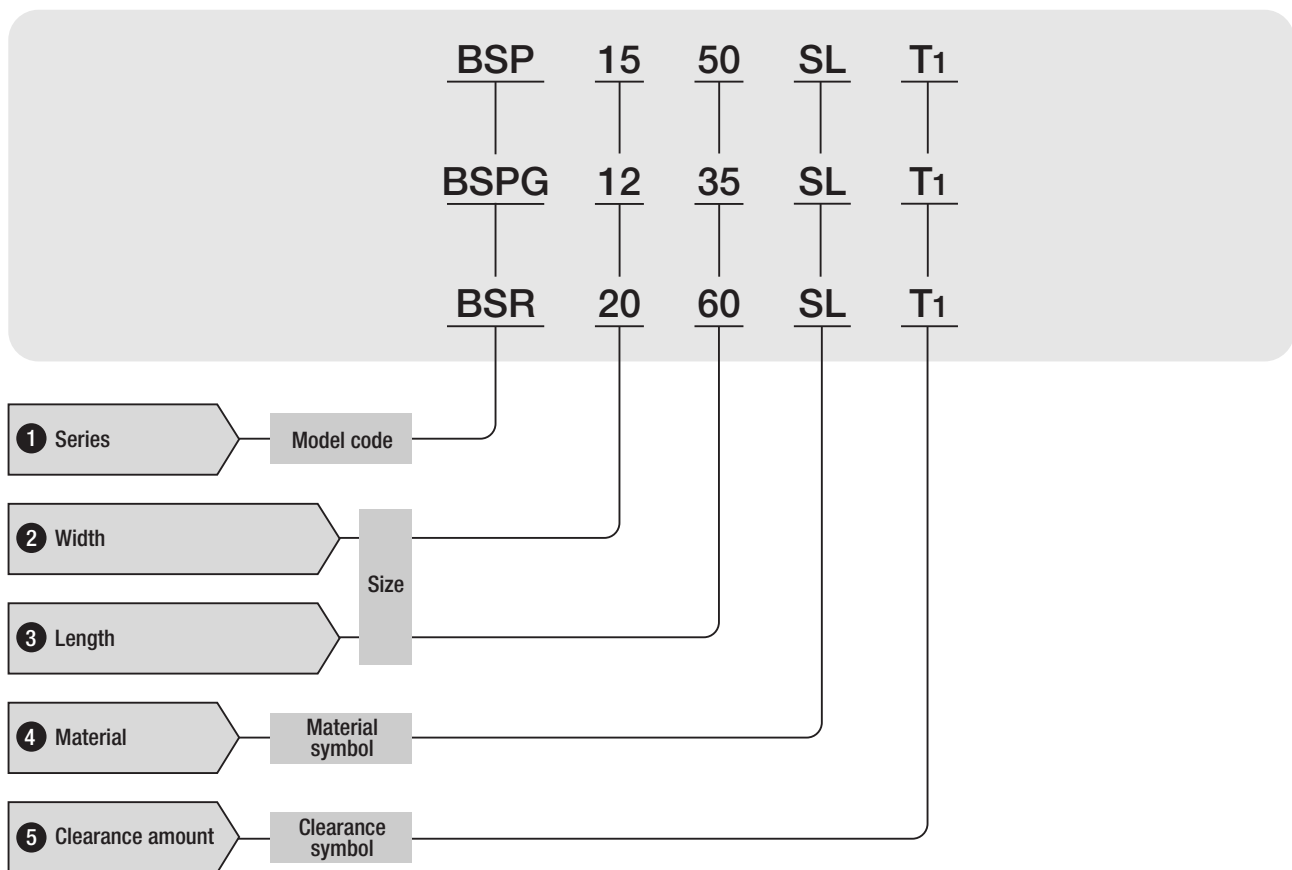 BSP 15 50 SL T1
BSPG 12 35 SL T1
BSR 20 60 SL T1
1 Series
Model code
2 Width
Size
3 Length
4 Material
Material
symbol
5 Clearance amount
Clearance
symbol